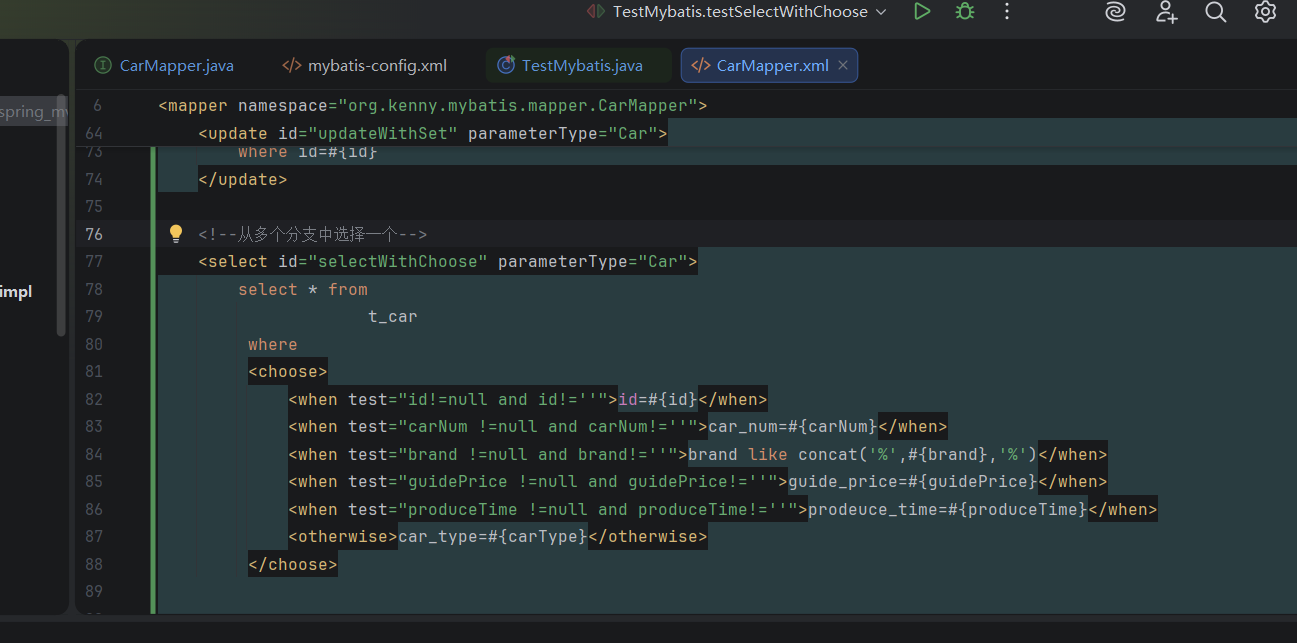 TestMybatis.testSelectWithChoose
CarMapper.java mybatis-config.xml TestMybatis.java CarMapper.xml
6 <mapper namespace="org.kenny.mybatis.mapper.CarMapper">
spring_m
64 <update id="updateWithSet" parameterType="Car">
73 where id=#{id}
74 </update>
75
76 <!--从多个分支中选择一个-->
77 <select id="selectWithChoose" parameterType="Car">
impl
78 select * from
79 t_car
80 where
81 <choose>
82 <when test="id!=null and id!=''">id=#{id}</when>
83 <when test="carNum !=null and carNum!=''">car_num=#{carNum}</when>
84 <when test="brand !=null and brand!=''">brand like concat('%',#{brand},'%')</when>
85 <when test="guidePrice !=null and guidePrice!=''">guide_price=#{guidePrice}</when>
86 <when test="produceTime !=null and produceTime!=''">prodeuce_time=#{produceTime}</when>
87 <otherwise>car_type=#{carType}</otherwise>
88 </choose>
89